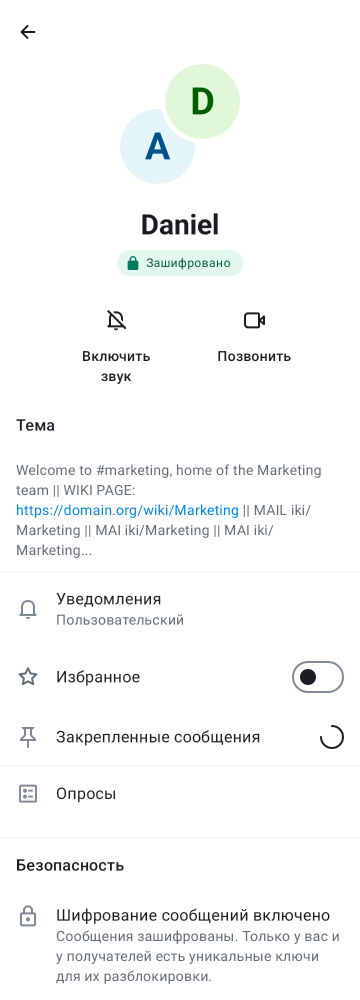 D
A
Daniel
Зашифровано
Включить
звук
Позвонить
Тема
Welcome to #marketing, home of the Marketing
team || WIKI PAGE:
https://domain.org/wiki/Marketing || MAIL iki/
Marketing || MAI iki/Marketing || MAI iki/
Marketing...
Уведомления
Пользовательский
Избранное
Закрепленные сообщения
Опросы
Безопасность
Шифрование сообщений включено
Сообщения зашифрованы. Только у вас и
у получателей есть уникальные ключи
для их разблокировки.